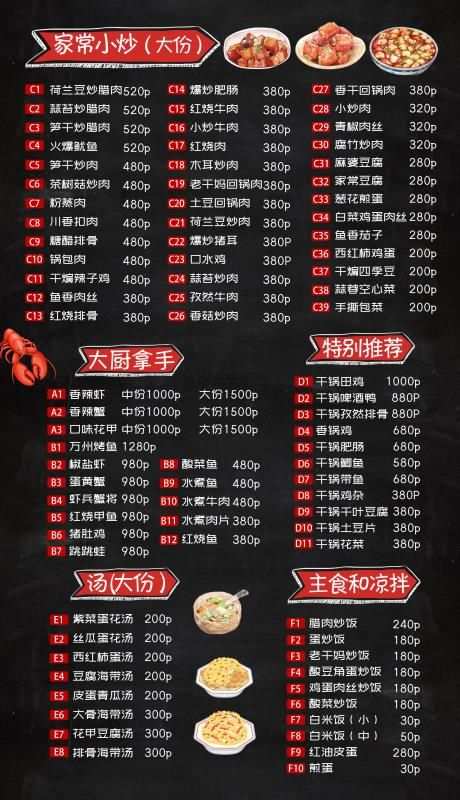 家常小炒（大份）
C1 荷兰豆炒腊肉 520p
C2 蒜苔炒腊肉 520p
C3 笋干炒腊肉 520p
C4 火爆鱿鱼 520p
C5 笋干炒肉 480p
C6 茶树菇炒肉 480p
C7 粉蒸肉 480p
C8 川香扣肉 480p
C9 糖醋排骨 480p
C10 锅包肉 480p
C11 干煸辣子鸡 480p
C12 鱼香肉丝 380p
C13 红烧排骨 380p
C14 爆炒肥肠 380p
C15 红烧牛肉 380p
C16 小炒牛肉 380p
C17 红烧肉 380p
C18 木耳炒肉 380p
C19 老干妈回锅肉 380p
C20 土豆回锅肉 380p
C21 荷兰豆炒肉 380p
C22 爆炒猪耳 380P
C23 口水鸡 380P
C24 蒜苔炒肉 380p
C25 孜然牛肉 380p
C26 香菇炒肉 380p
C27 香干回锅肉 380p
C28 小炒肉 320p
C29 青椒肉丝 320p
C30 腐竹炒肉 320p
C31 麻婆豆腐 280p
C32 家常豆腐 280p
C33 葱花煎蛋 280p
C34 白菜鸡蛋肉丝 280p
C35 鱼香茄子 280p
C36 西红柿鸡蛋 200p
C37 干煸四季豆 200p
C38 蒜蓉空心菜 200p
C39 手撕包菜 200p
大厨拿手
A1 香辣虾 中份1000p 大份1500p
A2 香辣蟹 中份1000p 大份1500p
A3 口味花甲 中份1000p 大份1500p
B1 万州烤鱼 1280p
B2 椒盐虾 980p
B3 蛋黄蟹 980p
B4 虾兵蟹将 980p
B5 红烧甲鱼 980p
B6 猪肚鸡 980p
B7 跳跳蛙 980p
B8 酸菜鱼 480p
B9 水煮鱼 480p
B10 水煮牛肉 480p
B11 水煮肉片 380p
B12 红烧鱼 380p
特别推荐
D1 干锅田鸡 1000p
D2 干锅啤酒鸭 880P
D3 干锅孜然排骨 880P
D4 香锅鸡 680p
D5 干锅肥肠 680p
D6 干锅鲫鱼 580p
D7 干锅带鱼 680p
D8 干锅鸡杂 380P
D9 干锅千叶豆腐 380p
D10 干锅土豆片 380p
D11 干锅花菜 380p
汤(大份）
E1 紫菜蛋花汤 200p
E2 丝瓜蛋花汤 200p
E3 西红柿蛋汤 200p
E4 豆腐海带汤 200p
E5 皮蛋青瓜汤 200p
E6 大骨海带汤 300p
E7 花甲豆腐汤 300p
E8 排骨海带汤 300p
主食和凉拌
F1 腊肉炒饭 240p
F2 蛋炒饭 180p
F3 老干妈炒饭 180p
F4 酸豆角蛋炒饭 180p
F5 鸡蛋肉丝炒饭 180p
F6 酸菜炒饭 180p
F7 白米饭（小） 30p
F8 白米饭（中） 50p
F9 红油皮蛋 280p
F10 煎蛋 30p